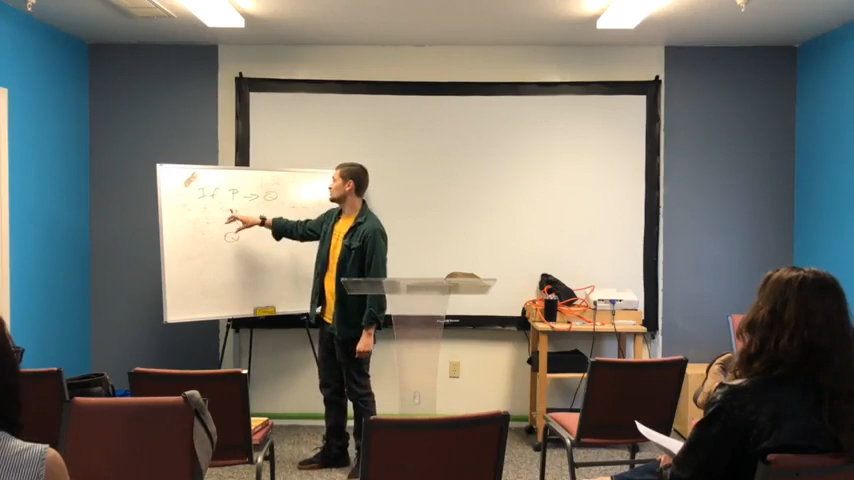 If P → Q
Q